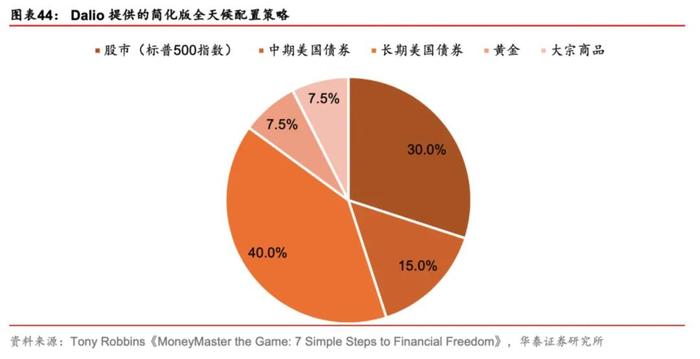 图表44： Dalio 提供的简化版全天候配置策略
股市（标普500指数） 中期美国债券 长期美国债券 黄金 大宗商品
7.5%
7.5%
30.0%
40.0%
15.0%
资料来源：Tony Robbins《MoneyMaster the Game: 7 Simple Steps to Financial Freedom》，华泰证券研究所